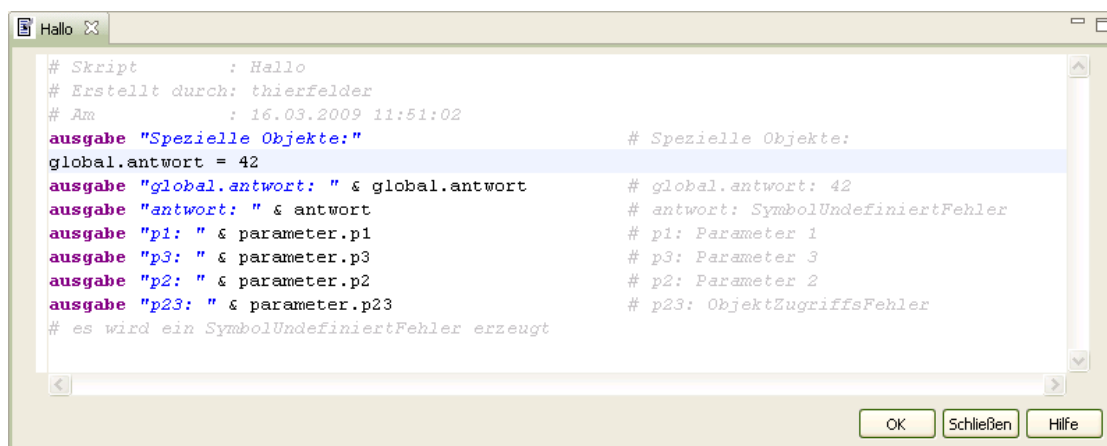 Hallo
# Skript        : Hallo
# Erstellt durch: thierfelder
# Am            : 16.03.2009 11:51:02
ausgabe "Spezielle Objekte:" # Spezielle Objekte:
global.antwort = 42
ausgabe "global.antwort: " & global.antwort # global.antwort: 42
ausgabe "antwort: " & antwort # antwort: SymbolUndefiniertFehler
ausgabe "p1: " & parameter.p1 # p1: Parameter 1
ausgabe "p3: " & parameter.p3 # p3: Parameter 3
ausgabe "p2: " & parameter.p2 # p2: Parameter 2
ausgabe "p23: " & parameter.p23 # p23: ObjektZugriffsFehler
# es wird ein SymbolUndefiniertFehler erzeugt
OK Schließen Hilfe